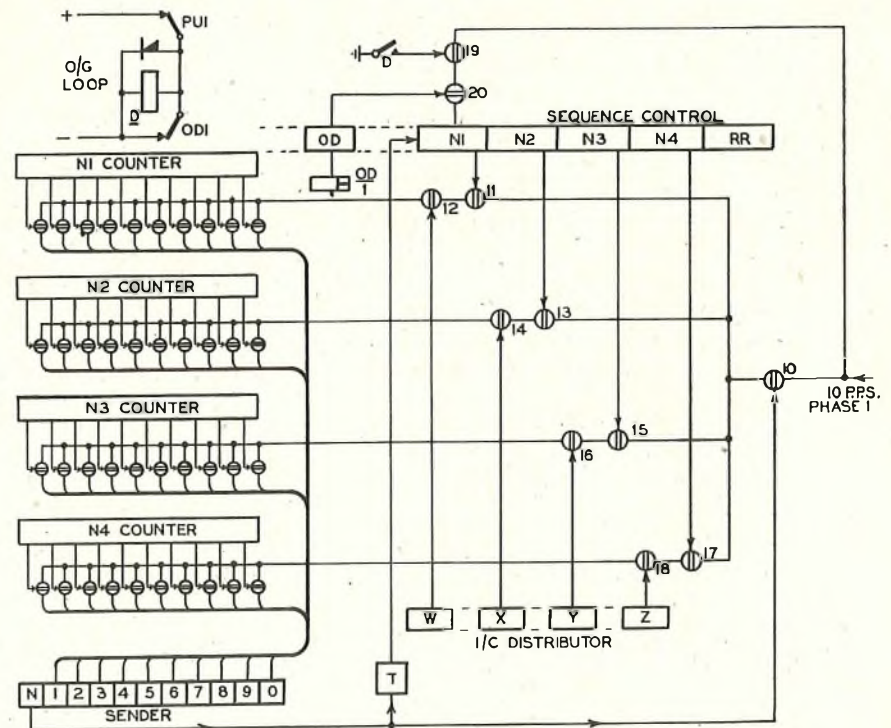 + PU1
O/G
LOOP
D
- OD1
D 19
20
SEQUENCE CONTROL
OD N1 N2 N3 N4 RR
OD
1
N1 COUNTER
12 11
N2 COUNTER
14 13
10
10 P.P.S.
PHASE 1
N3 COUNTER
16 15
N4 COUNTER
18 17
W X Y Z
I/C DISTRIBUTOR
T
N 1 2 3 4 5 6 7 8 9 0
SENDER